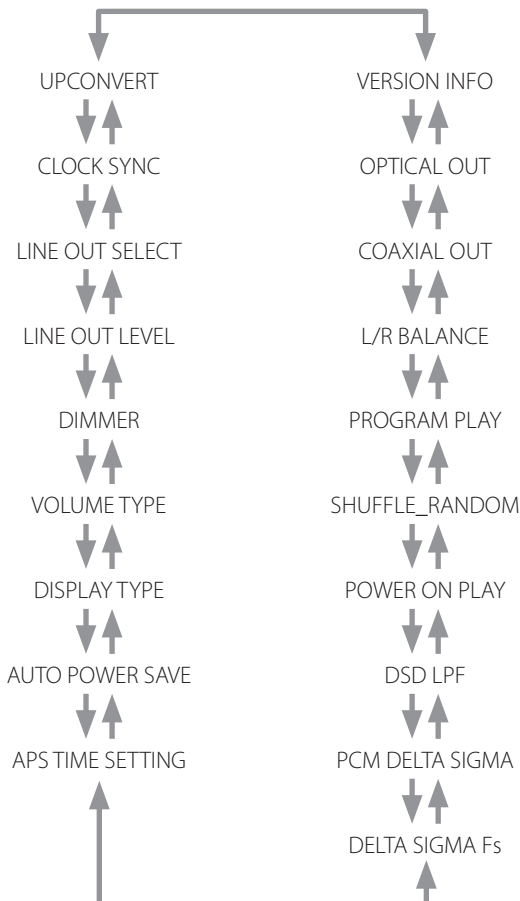 UPCONVERT
CLOCK SYNC
LINE OUT SELECT
LINE OUT LEVEL
DIMMER
VOLUME TYPE
DISPLAY TYPE
AUTO POWER SAVE
APS TIME SETTING
VERSION INFO
OPTICAL OUT
COAXIAL OUT
L/R BALANCE
PROGRAM PLAY
SHUFFLE_RANDOM
POWER ON PLAY
DSD LPF
PCM DELTA SIGMA
DELTA SIGMA Fs